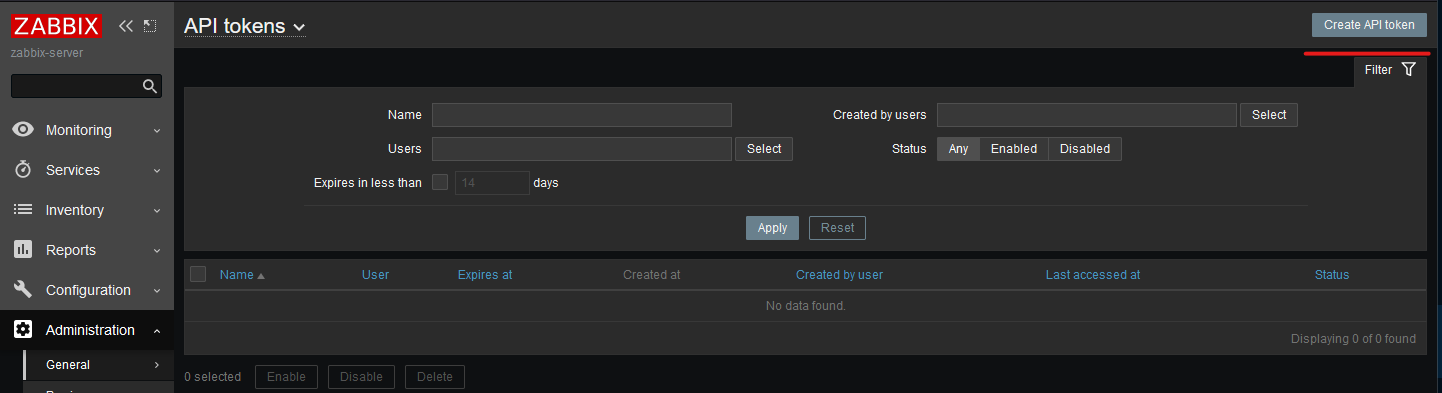 ZABBIX
zabbix-server
Monitoring
Services
Inventory
Reports
Configuration
Administration
General
API tokens
Create API token
Filter
Name
Created by users
Select
Users
Select
Status
Any
Enabled
Disabled
Expires in less than
14
days
Apply
Reset
Name
User
Expires at
Created at
Created by user
Last accessed at
Status
No data found.
Displaying 0 of 0 found
0 selected
Enable
Disable
Delete